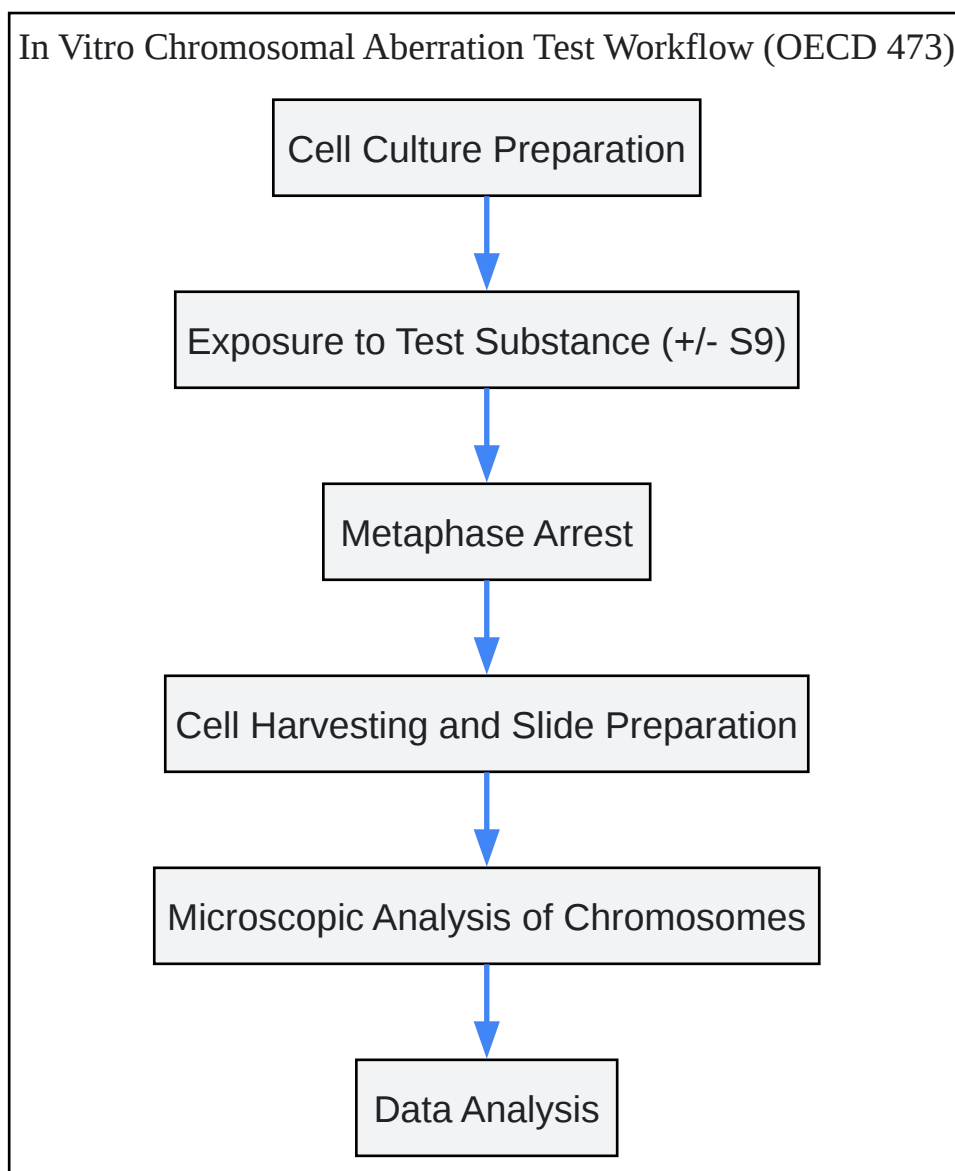 In Vitro Chromosomal Aberration Test Workflow (OECD 473)
Cell Culture Preparation
Exposure to Test Substance (+/- S9)
Metaphase Arrest
Cell Harvesting and Slide Preparation
Microscopic Analysis of Chromosomes
Data Analysis